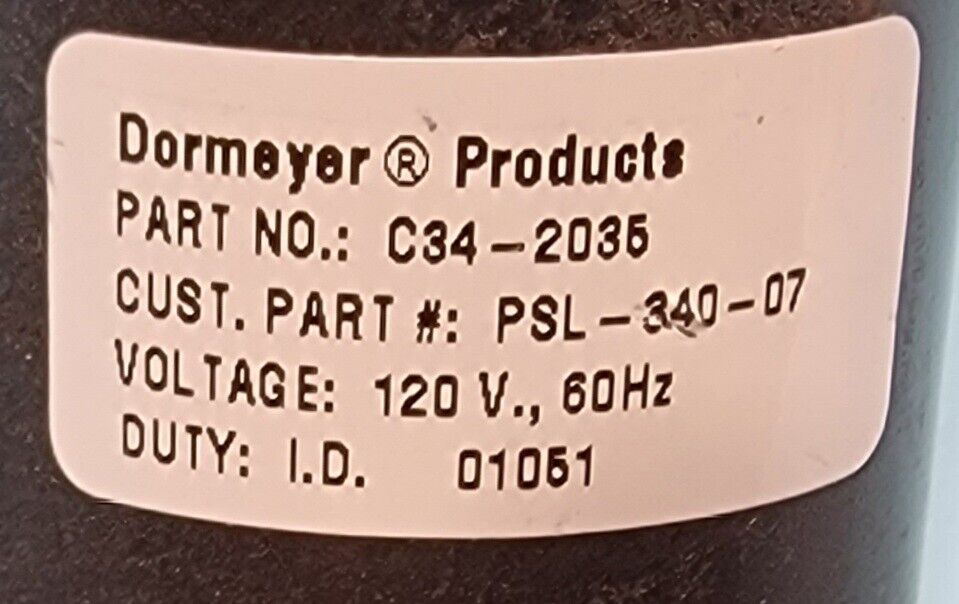 Dormeyer ® Products
PART NO.: C34-2035
CUST. PART #: PSL-340-07
VOLTAGE: 120 V., 60Hz
DUTY: I.D. 01051